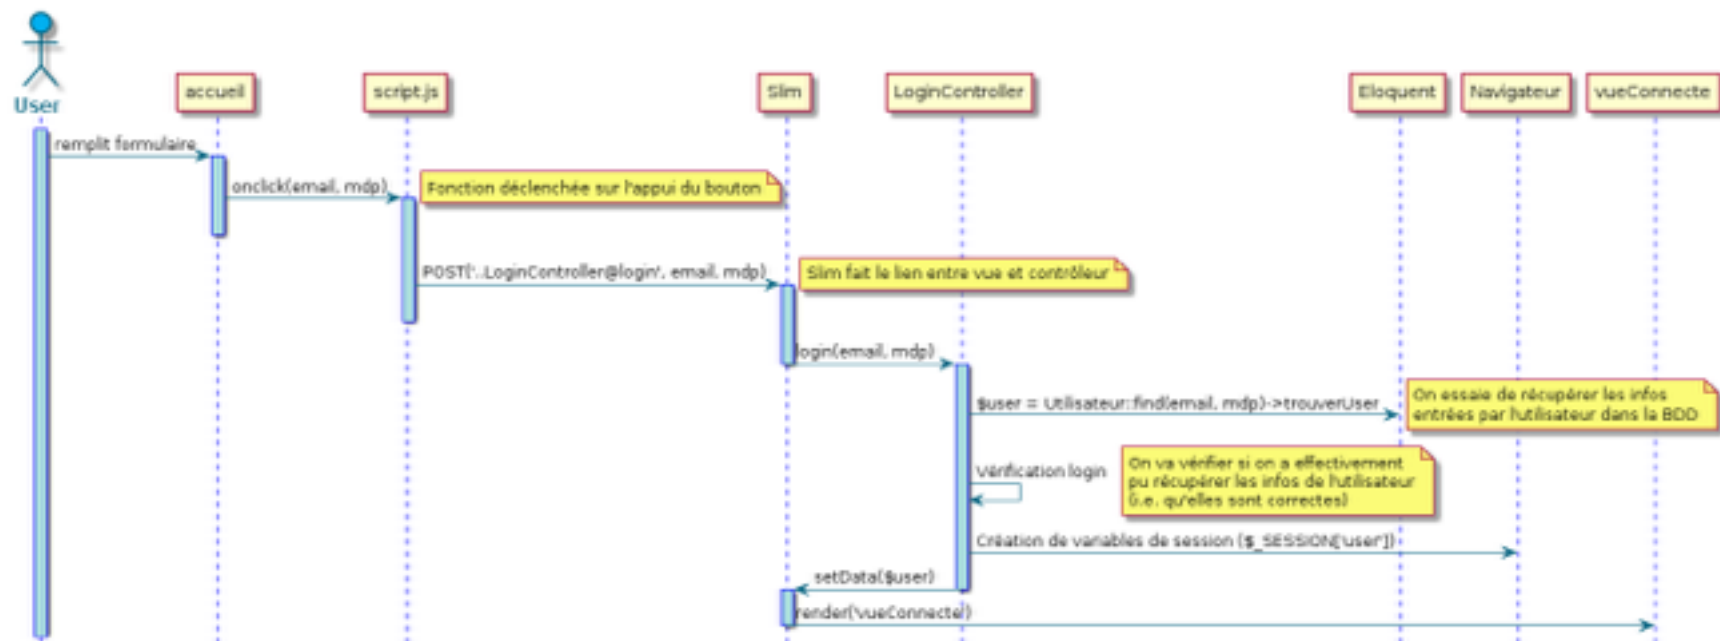 User
accueil
script.js
Slim
LoginController
Eloquent
Navigateur
vueConnecte
remplit formulaire
onclick(email, mdp)
Fonction déclenchée sur l'appui du bouton
POST('..LoginController@login', email, mdp)
Slim fait le lien entre vue et contrôleur
login(email, mdp)
$user = Utilisateur::find(email, mdp)->trouverUser
On essaie de récupérer les infos
entrées par l'utilisateur dans la BDD
Vérification login
On va vérifier si on a effectivement
pu récupérer les infos de l'utilisateur
(i.e. qu'elles sont correctes)
Création de variables de session ($_SESSION['user'])
setData($user)
render('vueConnecte')